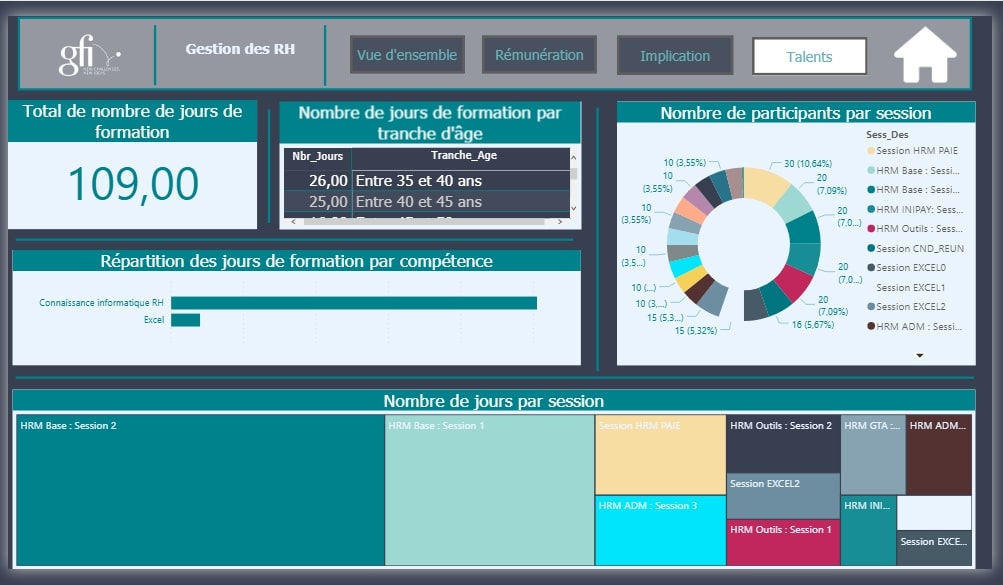 gfi
Gestion des RH
Vue d'ensemble
Rémunération
Implication
Talents
Total de nombre de jours de
formation
109,00
Nombre de jours de formation par
tranche d'âge
Nbr_Jours Tranche_Age
26,00 Entre 35 et 40 ans
25,00 Entre 40 et 45 ans
Nombre de participants par session
30 (10,64%)
20
(7,09%)
20
(7,0...)
20
(7,0...)
20
(7,09%)
16 (5,67%)
15 (5,32%)
15 (5,3...)
10 (3,...)
10 (...)
10
(3,5...)
10
(3,55%)
10
(3,55%)
10 (3,55%)
Sess_Des
Session HRM PAIE
HRM Base : Sessi...
HRM Base : Sessi...
HRM INIPAY: Sess...
HRM Outils : Sess...
Session CND_REUN
Session EXCEL0
Session EXCEL1
Session EXCEL2
HRM ADM : Sessi...
Répartition des jours de formation par compétence
Connaissance informatique RH
Excel
Nombre de jours par session
HRM Base : Session 2
HRM Base : Session 1
Session HRM PAIE
HRM ADM : Session 3
HRM Outils : Session 2
Session EXCEL2
HRM Outils : Session 1
HRM GTA :...
HRM ADM...
HRM INI...
Session EXCE...